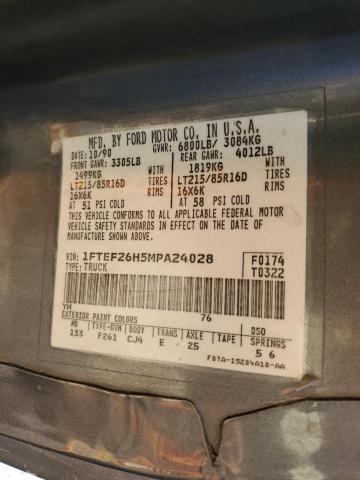 MFD. BY FORD MOTOR CO. IN U.S.A.
DATE: 10/90 GVWR: 6800LB/ 3084KG
FRONT GAWR: 3305LB REAR GAWR: 4012LB
1499KG WITH 1819KG WITH
LT215/85R16D TIRES LT215/85R16D TIRES
16X6K RIMS 16X6K RIMS
AT 51 PSI COLD AT 58 PSI COLD
THIS VEHICLE CONFORMS TO ALL APPLICABLE FEDERAL MOTOR
VEHICLE SAFETY STANDARDS IN EFFECT ON THE DATE OF
MANUFACTURE SHOWN ABOVE.
VIN: 1FTEF26H5MPA24028 F0174
TYPE: TRUCK T0322
YM 76
EXTERIOR PAINT COLORS DSO
WB TYPE-GVW BODY TRANS AXLE TAPE SPRINGS
133 F261 CJ4 E 25 5 6
F0TA-15204A10-AA